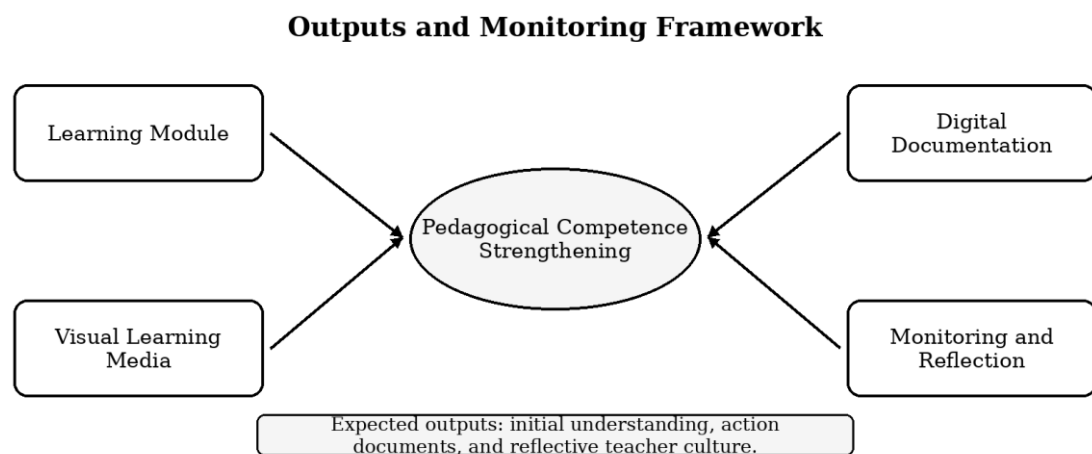 Outputs and Monitoring Framework
Learning Module
Digital
Documentation
Pedagogical Competence
Strengthening
Visual Learning
Media
Monitoring and
Reflection
Expected outputs: initial understanding, action
documents, and reflective teacher culture.